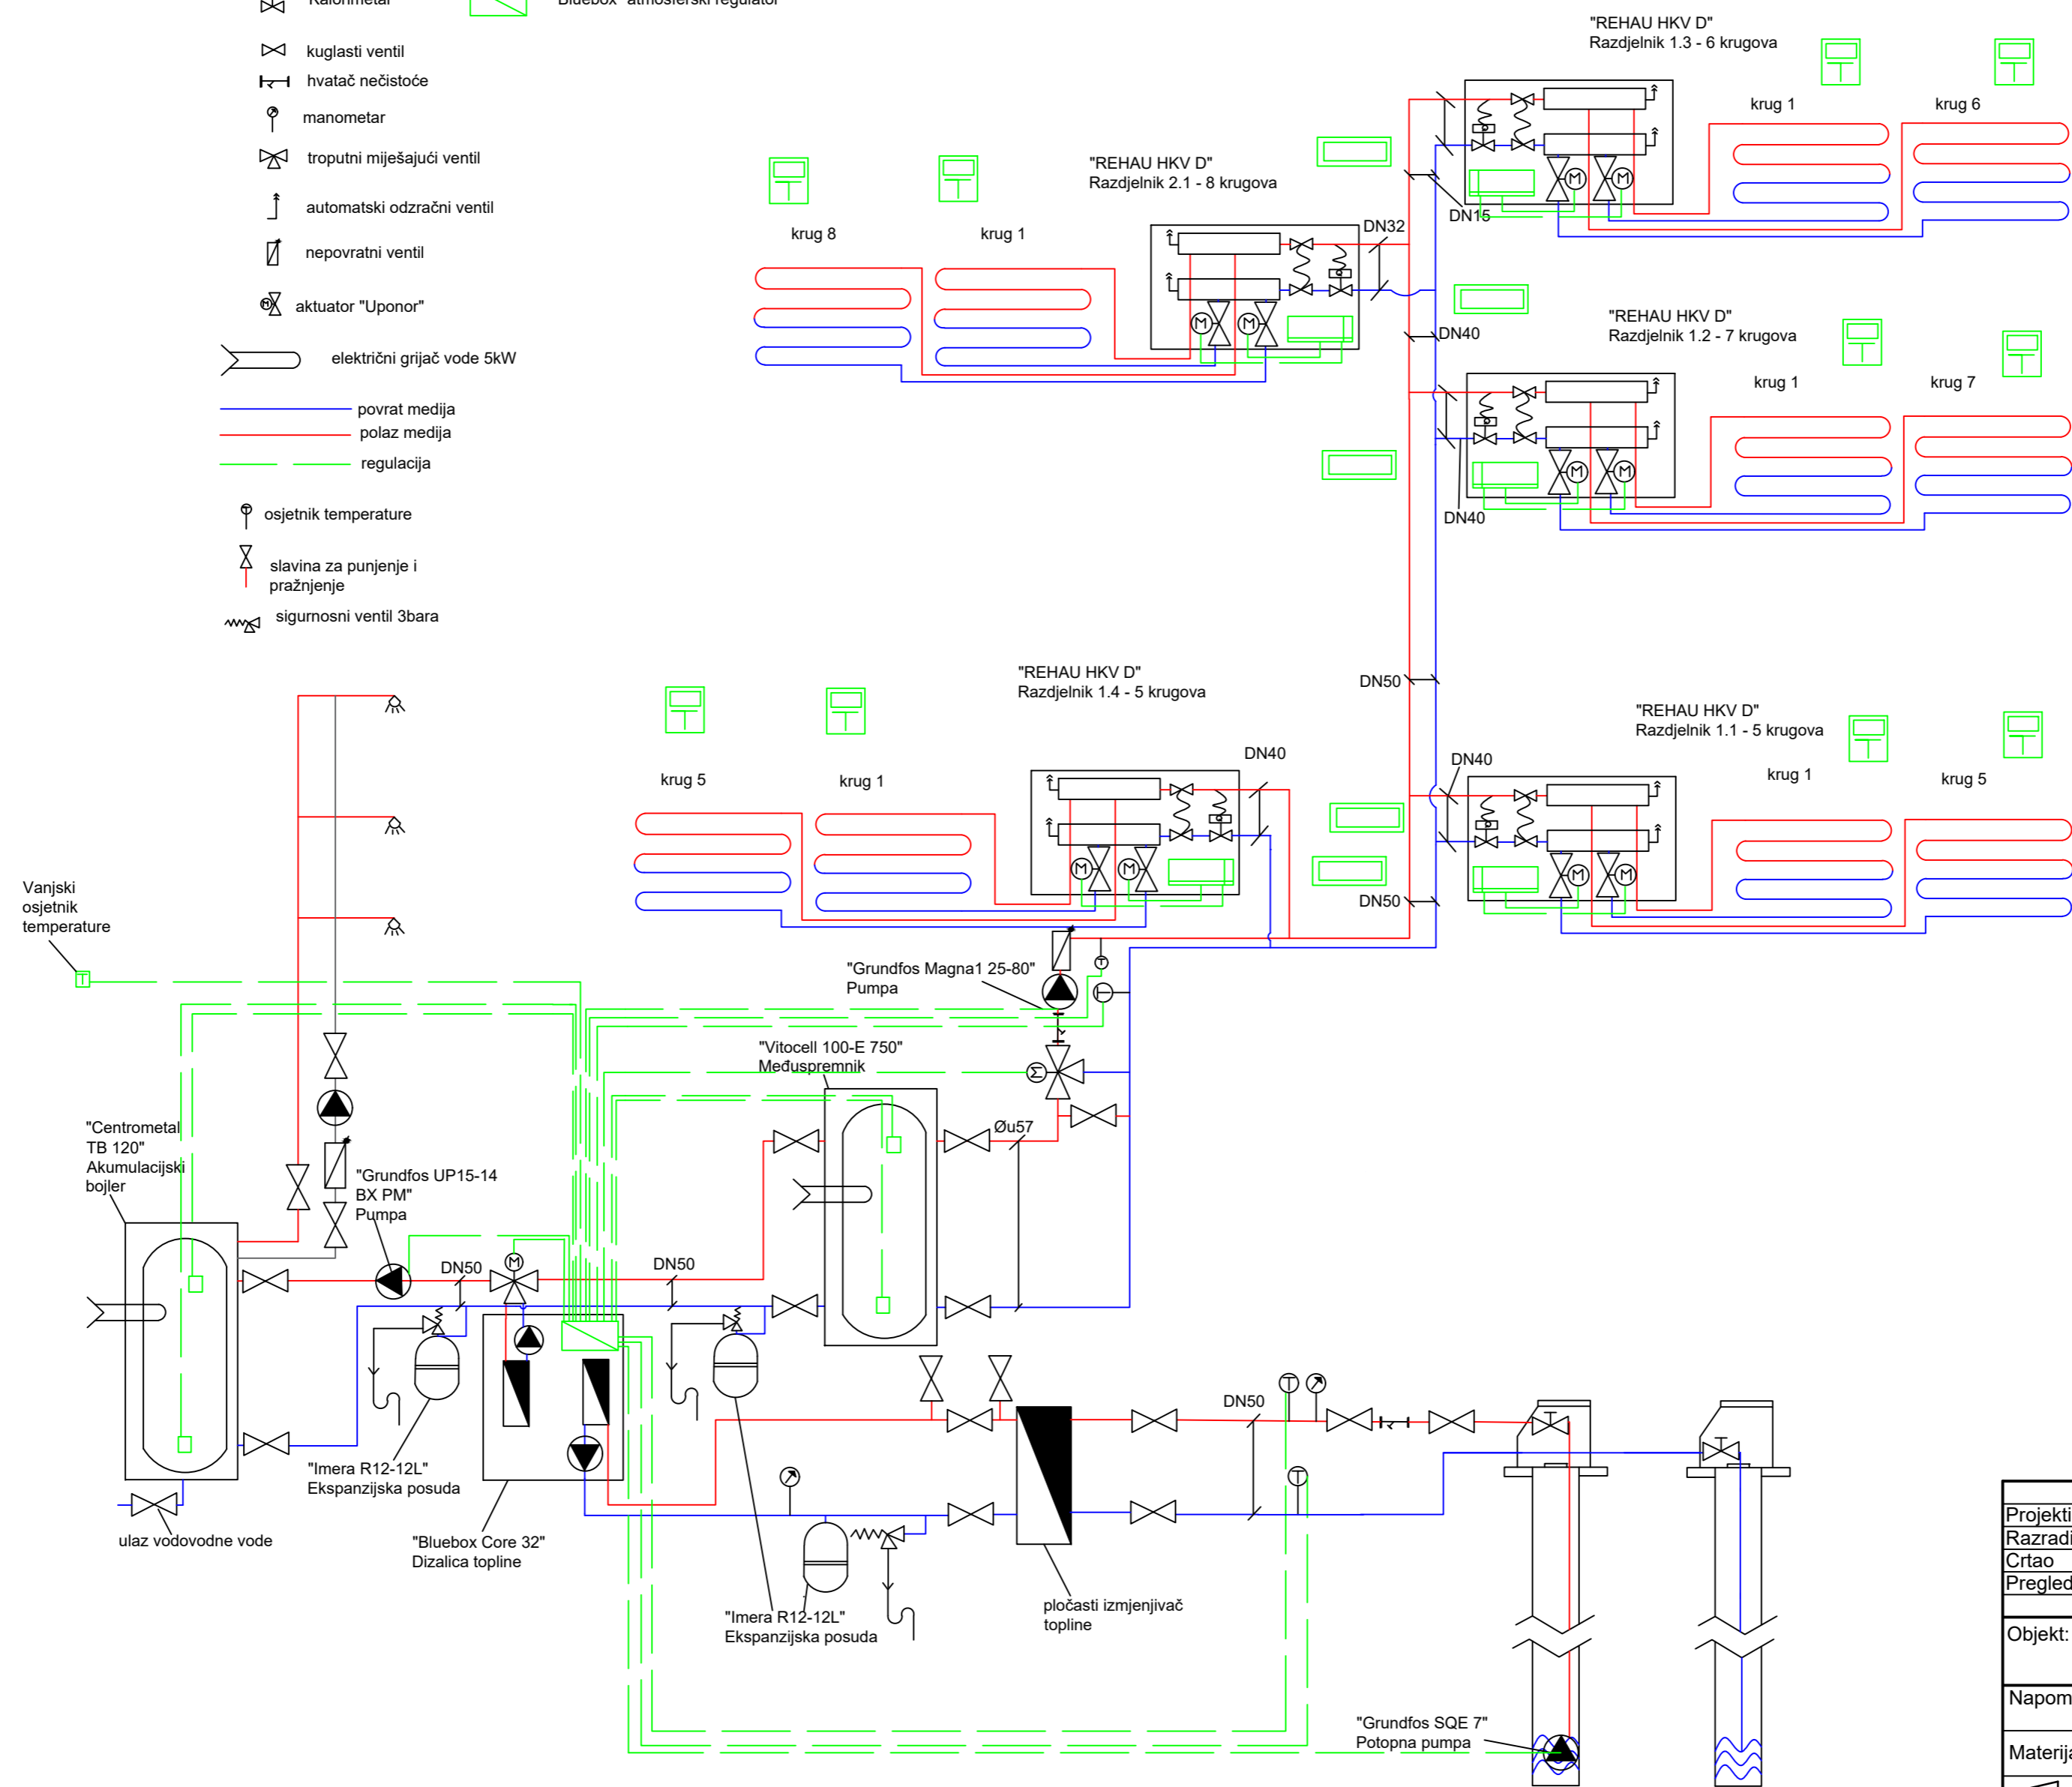 Kalorimetar
Bluebox" atmosferski regulator
kuglasti ventil
hvatač nečistoće
manometar
troputni miješajući ventil
automatski odzračni ventil
nepovratni ventil
M
aktuator "Uponor"
električni grijač vode 5kW
povrat medija
polaz medija
regulacija
T
osjetnik temperature
slavina za punjenje i
pražnjenje
sigurnosni ventil 3bara
"REHAU HKV D"
Razdjelnik 1.3 - 6 krugova
krug 1
krug 6
M
M
DN15
"REHAU HKV D"
Razdjelnik 2.1 - 8 krugova
krug 8
krug 1
DN32
M
M
DN40
"REHAU HKV D"
Razdjelnik 1.2 - 7 krugova
krug 1
krug 7
M
M
DN40
"REHAU HKV D"
Razdjelnik 1.4 - 5 krugova
krug 5
krug 1
DN40
M
M
DN50
"REHAU HKV D"
Razdjelnik 1.1 - 5 krugova
krug 1
krug 5
DN40
M
M
DN50
Vanjski
osjetnik
temperature
T
"Grundfos Magna1 25-80"
Pumpa
T
T
"Vitocell 100-E 750"
Međuspremnik
Σ
Øu57
"Centrometal
TB 120"
Akumulacijski
bojler
"Grundfos UP15-14
BX PM"
Pumpa
DN50
M
DN50
"Imera R12-12L"
Ekspanzijska posuda
ulaz vodovodne vode
"Bluebox Core 32"
Dizalica topline
"Imera R12-12L"
Ekspanzijska posuda
pločasti izmjenjivač
topline
DN50
T
T
"Grundfos SQE 7"
Potopna pumpa
Projekti
Razradi
Crtao
Pregled
Objekt:
Napom
Materija